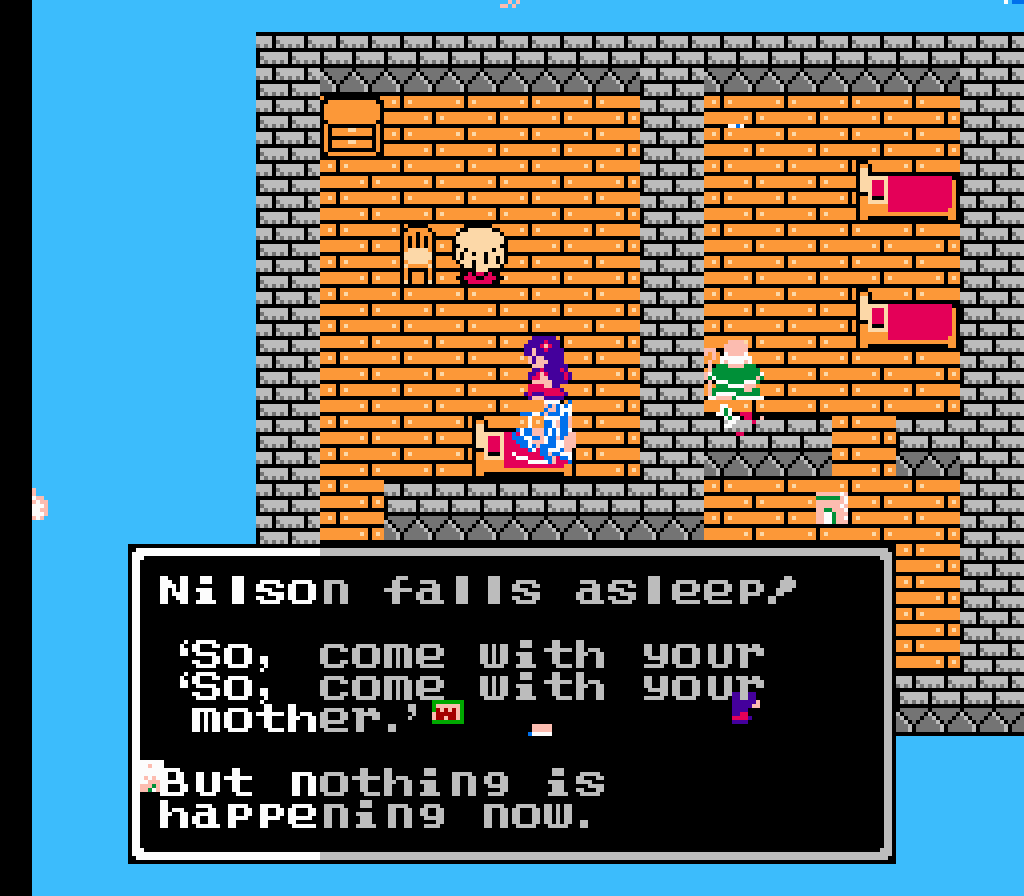 Nilson falls asleep!
‘So, come with your
‘So, come with your
mother.’
But nothing is
happening now.